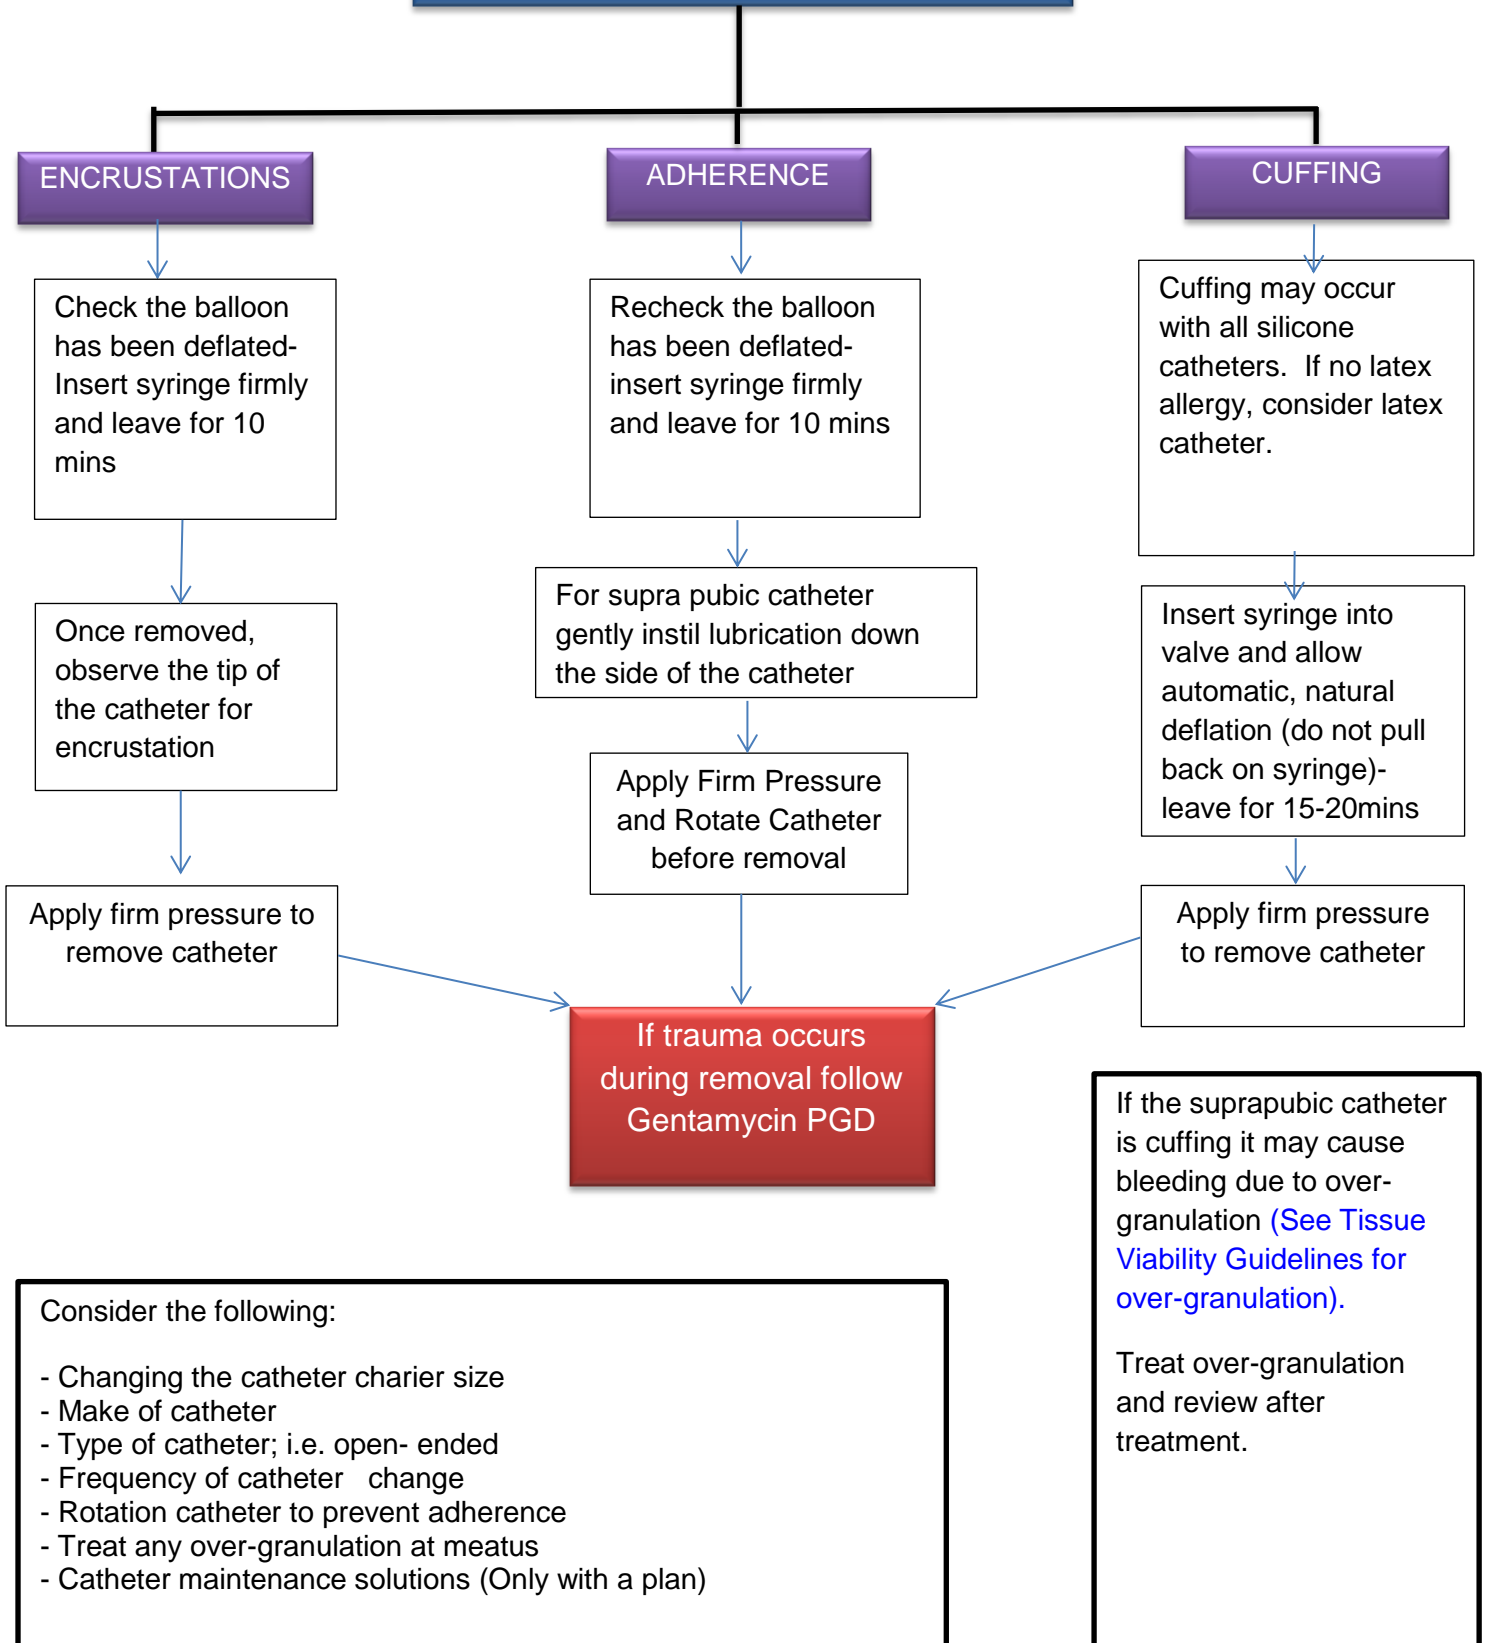 ENCRUSTATIONS
ADHERENCE
CUFFING
Check the balloon
has been deflated-
Insert syringe firmly
and leave for 10
mins
Recheck the balloon
has been deflated-
insert syringe firmly
and leave for 10 mins
Cuffing may occur
with all silicone
catheters.  If no latex
allergy, consider latex
catheter.
Once removed,
observe the tip of
the catheter for
encrustation
For supra pubic catheter
gently instil lubrication down
the side of the catheter
Insert syringe into
valve and allow
automatic, natural
deflation (do not pull
back on syringe)-
leave for 15-20mins
Apply Firm Pressure
and Rotate Catheter
before removal
Apply firm pressure to
remove catheter
Apply firm pressure
to remove catheter
If trauma occurs
during removal follow
Gentamycin PGD
If the suprapubic catheter
is cuffing it may cause
bleeding due to over-
granulation (See Tissue
Viability Guidelines for
over-granulation).
Treat over-granulation
and review after
treatment.
Consider the following:
- Changing the catheter charier size
- Make of catheter
- Type of catheter; i.e. open- ended
- Frequency of catheter   change
- Rotation catheter to prevent adherence
- Treat any over-granulation at meatus
- Catheter maintenance solutions (Only with a plan)